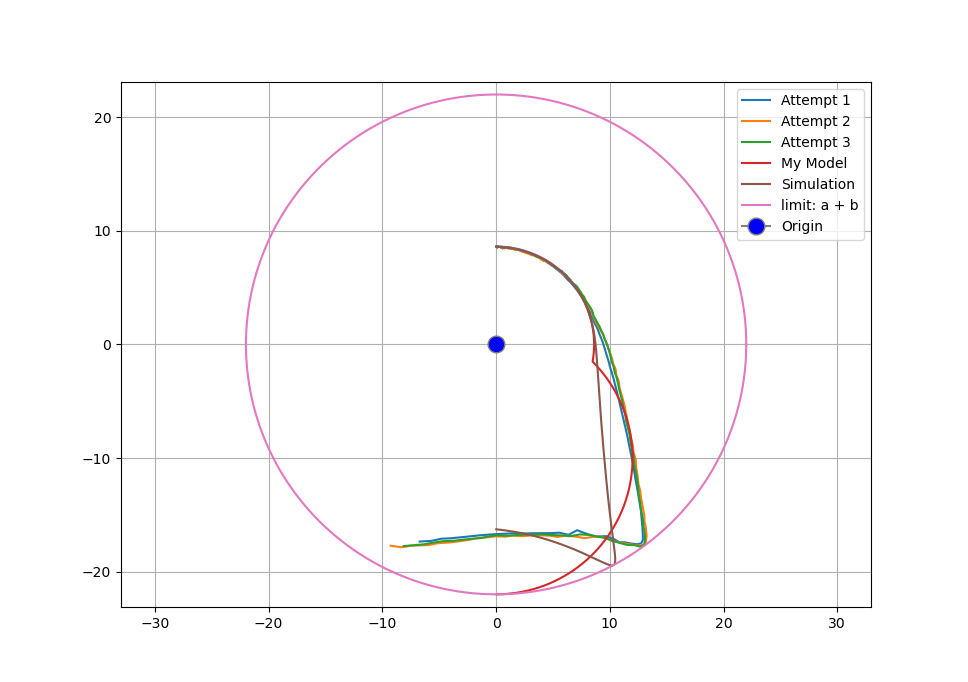 20
10
0
−10
−20
−30
−20
−10
0
10
20
30
Attempt 1
Attempt 2
Attempt 3
My Model
Simulation
limit: a + b
Origin